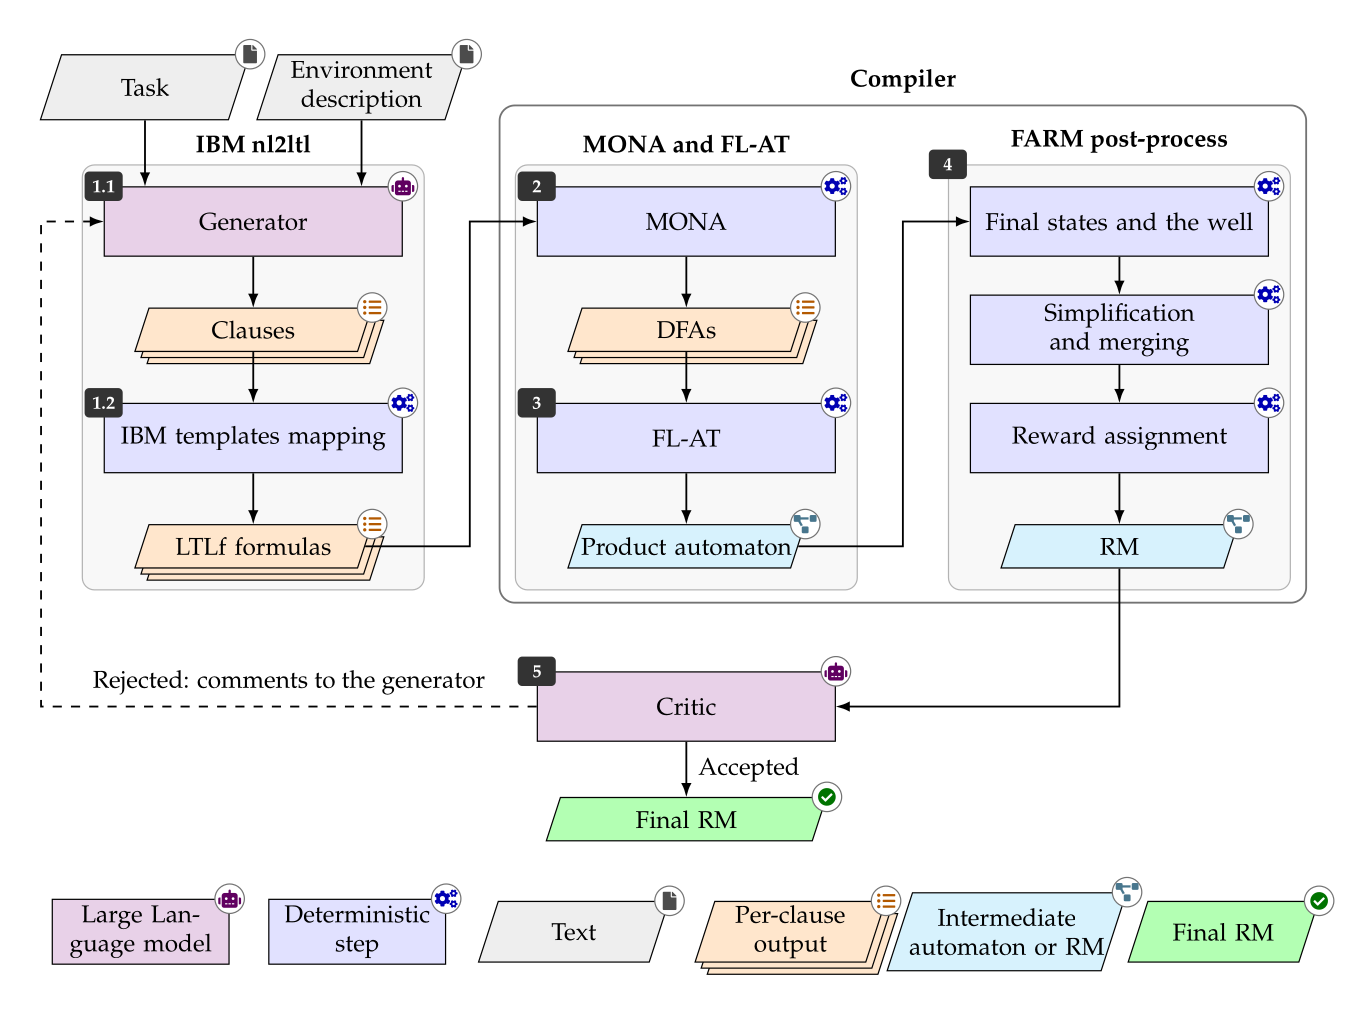 Task
Environment
description
Compiler
IBM nl2ltl
MONA and FL-AT
FARM post-process
1.1
Generator
2
MONA
4
Final states and the well
Clauses
DFAs
Simplification
and merging
1.2
IBM templates mapping
3
FL-AT
Reward assignment
LTLf formulas
Product automaton
RM
Rejected: comments to the generator
5
Critic
Accepted
Final RM
Large Lan-
guage model
Deterministic
step
Text
Per-clause
output
Intermediate
automaton or RM
Final RM